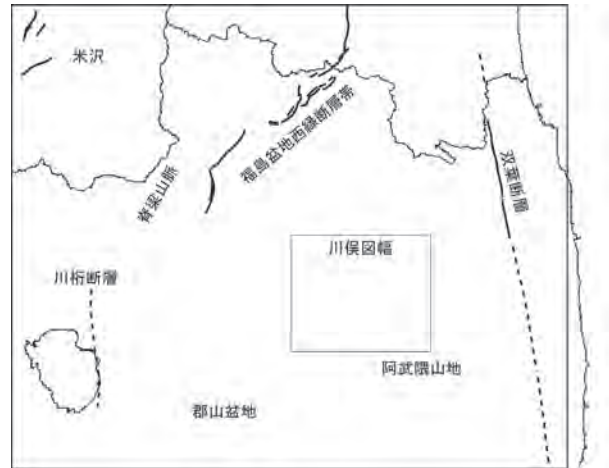 米沢
福島盆地西縁断層帯
脊梁山脈
双葉断層
川俣図幅
川桁断層
阿武隈山地
郡山盆地